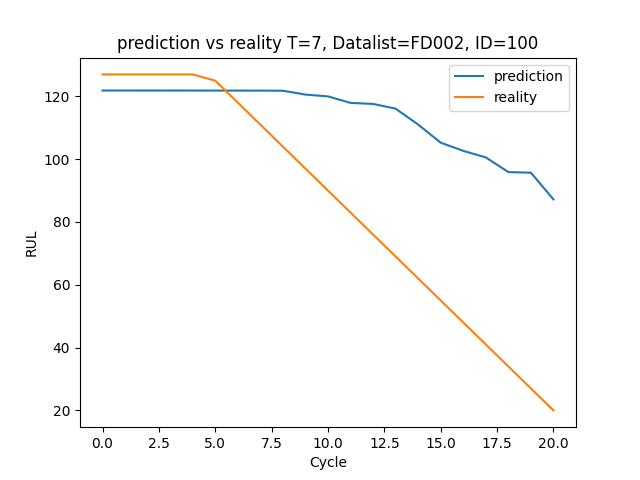 prediction vs reality T=7, Datalist=FD002, ID=100
prediction
reality
120
100
80
60
40
20
RUL
0.0 2.5 5.0 7.5 10.0 12.5 15.0 17.5 20.0
Cycle